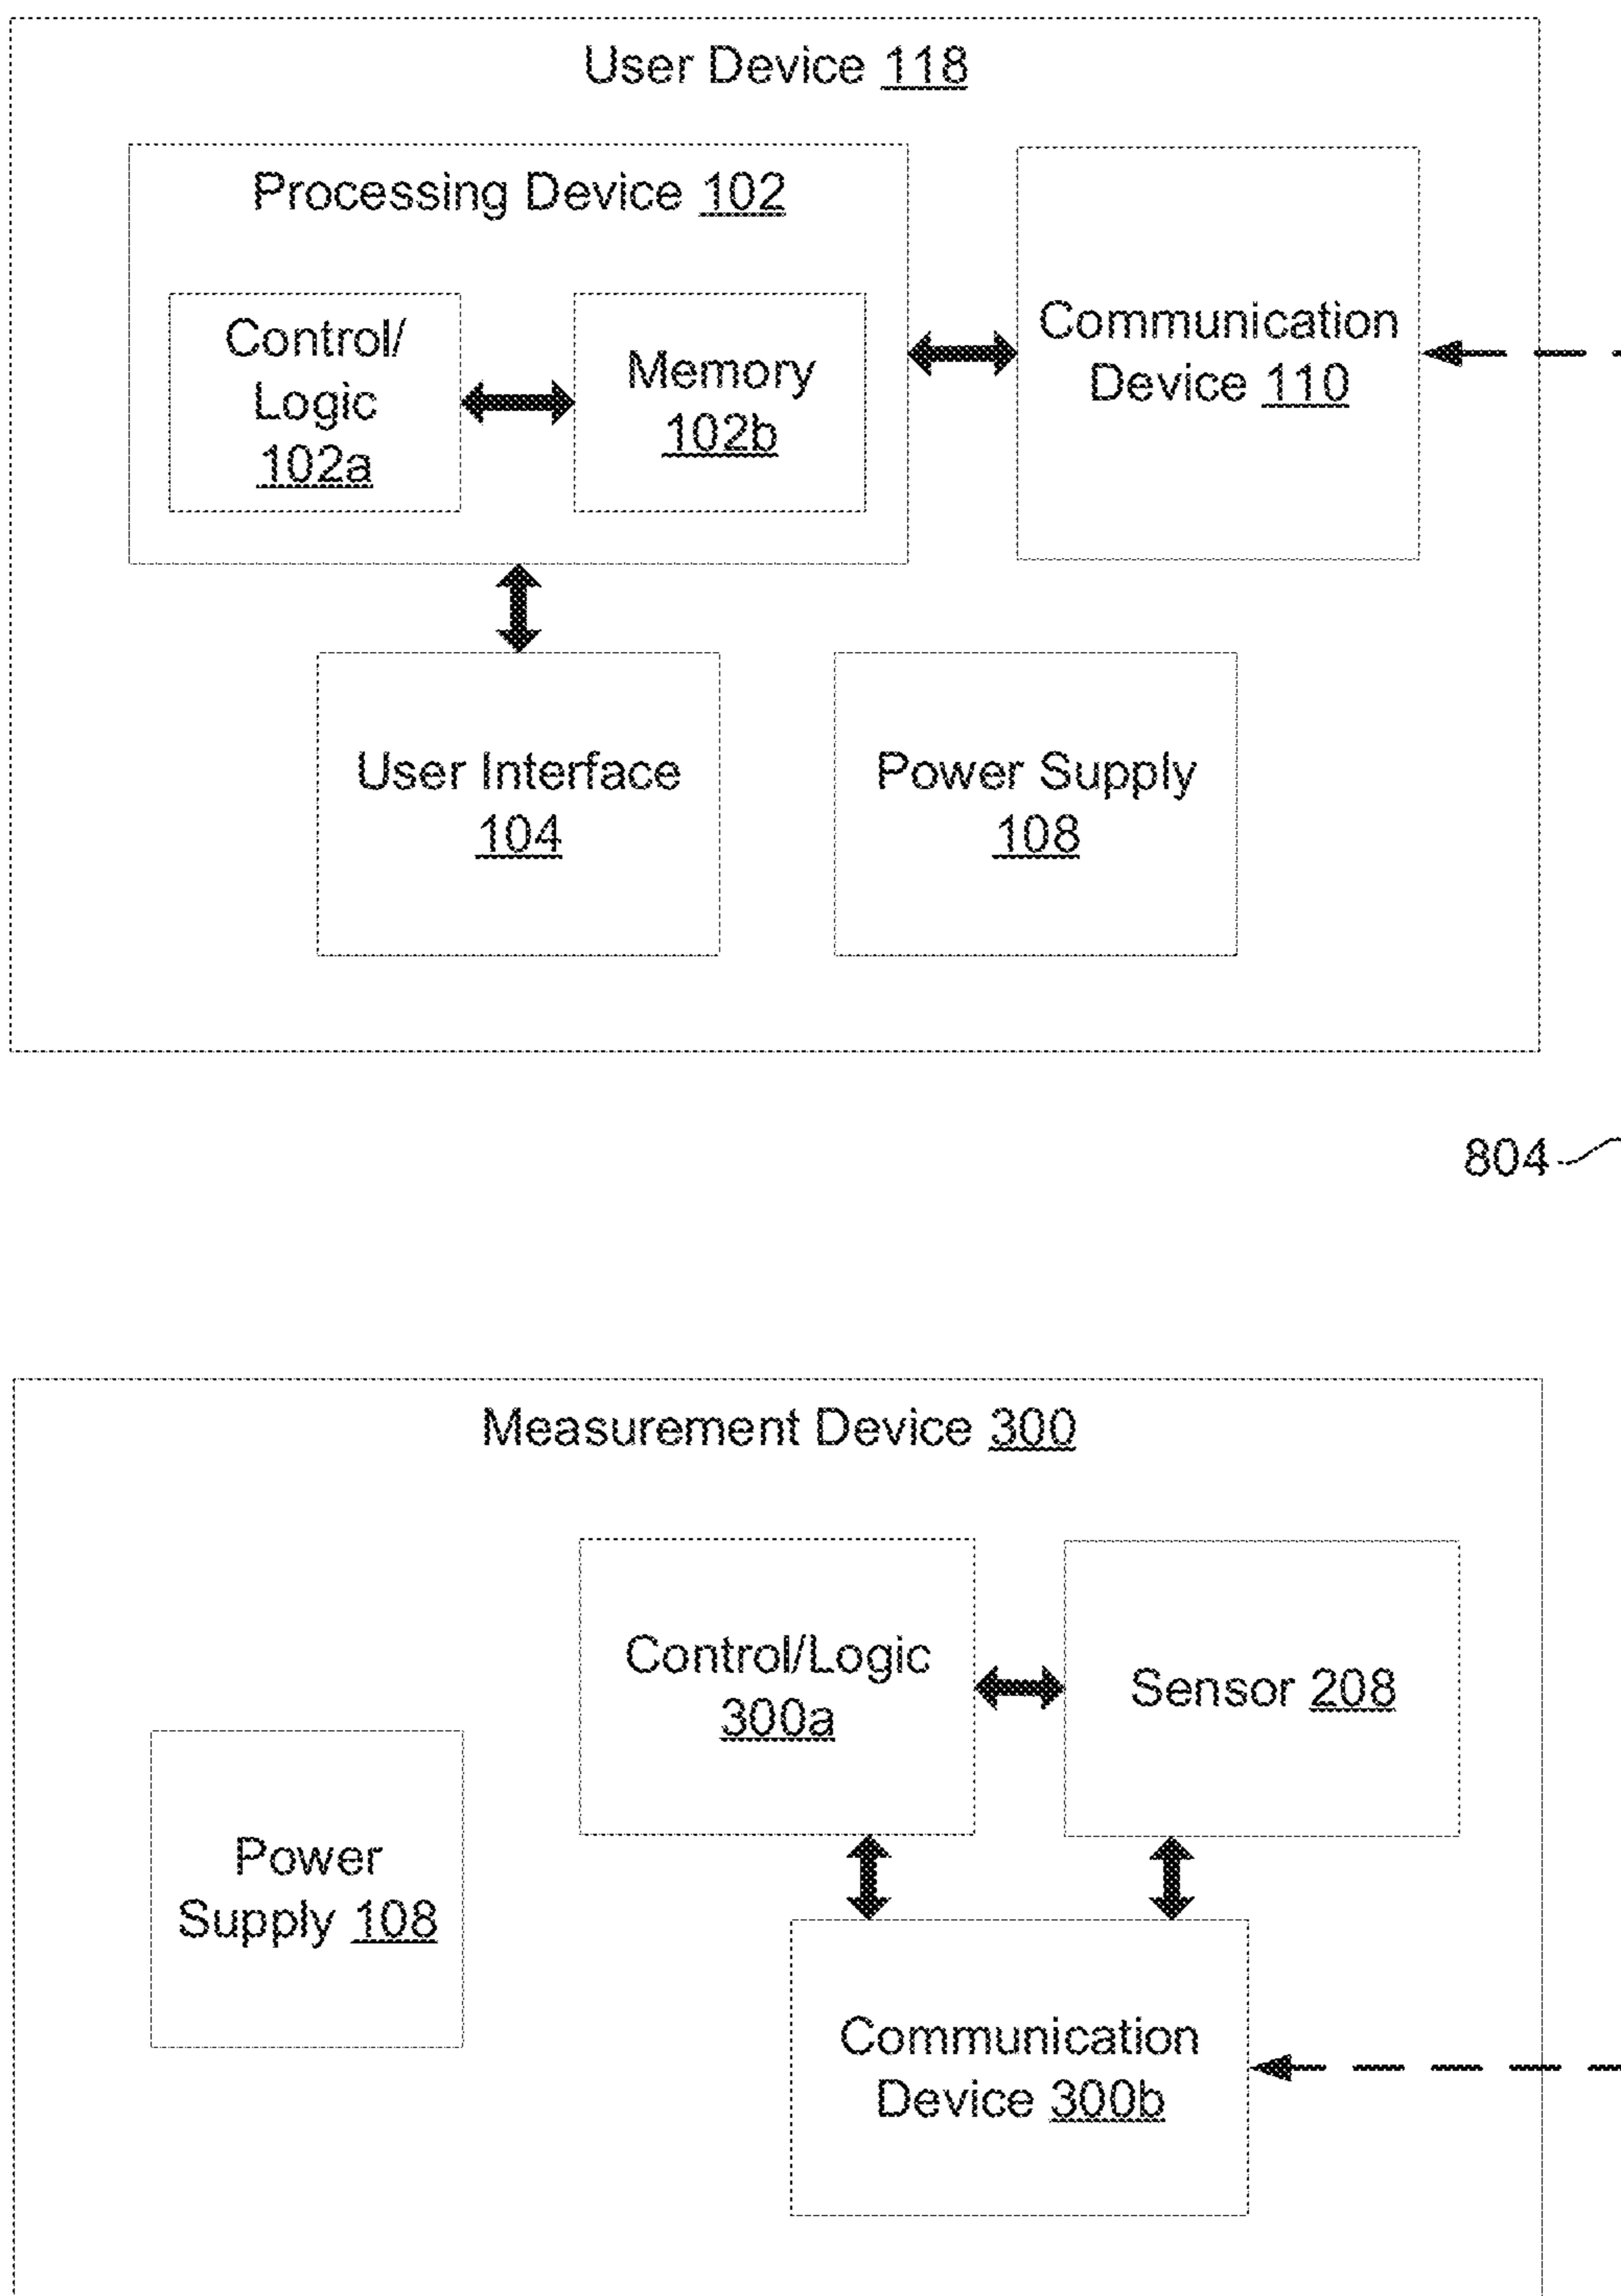 User Device 118
Processing Device 102
Control/
Logic
102a
Memory
102b
Communication
Device 110
User Interface
104
Power Supply
108
804
Measurement Device 300
Control/Logic
300a
Sensor 208
Power
Supply 108
Communication
Device 300b